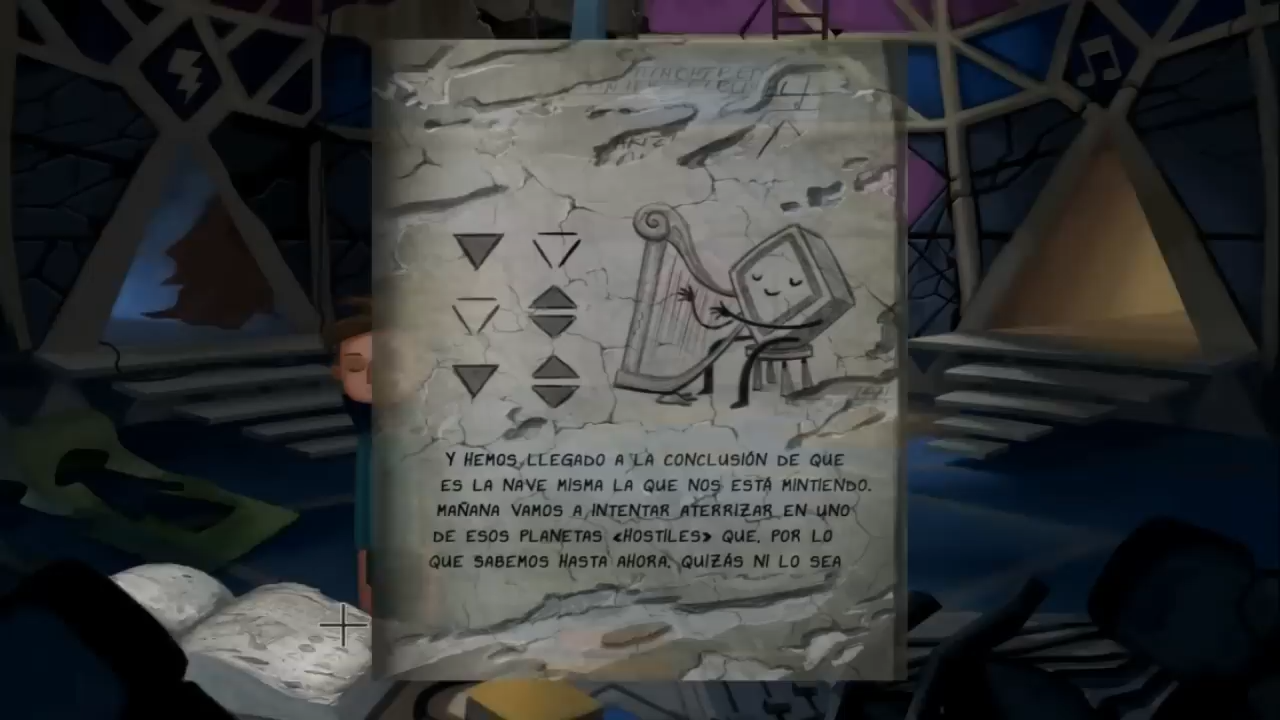 Y HEMOS LLEGADO A LA CONCLUSIÓN DE QUE
ES LA NAVE MISMA LA QUE NOS ESTÁ MINTIENDO.
MAÑANA VAMOS A INTENTAR ATERRIZAR EN UNO
DE ESOS PLANETAS «HOSTILES» QUE, POR LO
QUE SABEMOS HASTA AHORA, QUIZÁS NI LO SEA